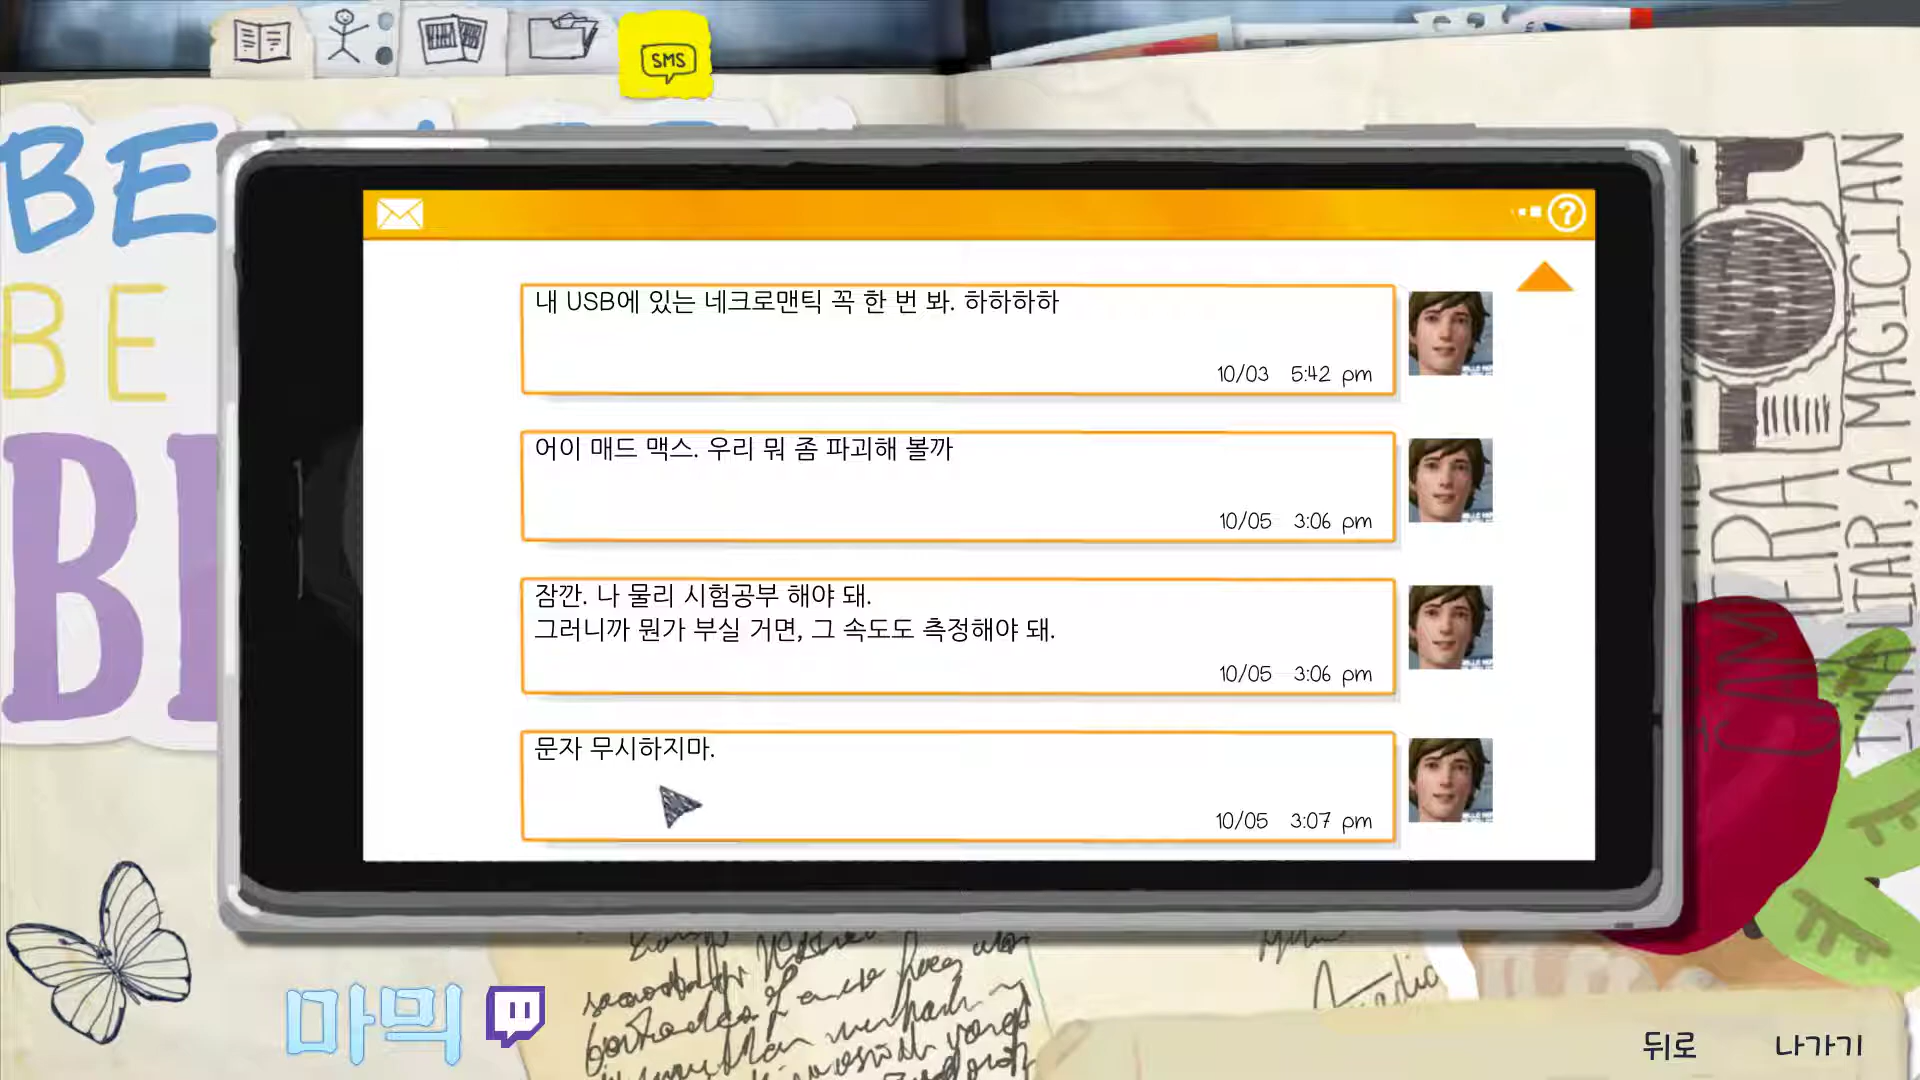 SMS
BE
BE
내 USB에 있는 네크로맨틱 꼭 한 번 봐. 하하하하
10/03 5:42 pm
어이 매드 맥스. 우리 뭐 좀 파괴해 볼까
10/05 3:06 pm
잠깐. 나 물리 시험공부 해야 돼.
그러니까 뭔가 부실 거면, 그 속도도 측정해야 돼.
10/05 3:06 pm
문자 무시하지마.
10/05 3:07 pm
CAMERA
LIAR, A MAGICIAN
마믜
뒤로 나가기